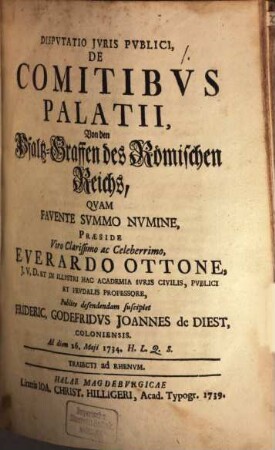 DISPVTATIO JVRIS PVBLICI,
DE
COMITIBVS
PALATII,
Von den
Pfaltz-Graffen des Römischen
Reichs,
QVAM
FAVENTE SVMMO NVMINE,
PRÆSIDE
Viro Clarissimo ac Celeberrimo,
EVERARDO OTTONE,
J. V. D. ET IN ILLUSTRI HAC ACADEMIA IVRIS CIVILIS, PVBLICI
ET FEVDALIS PROFESSORE,
Publice defendendam suscipiet
FRIDERIC. GODEFRIDVS JOANNES de DIEST,
COLONIENSIS.
Ad diem 26. Maji 1734. H. L. Q. S.
TRAIECTI ad RHENVM.
HALAE MAGDEBVRGICAE
Litteris IOA. CHRIST. HILLIGERI, Acad. Typogr. 1739.